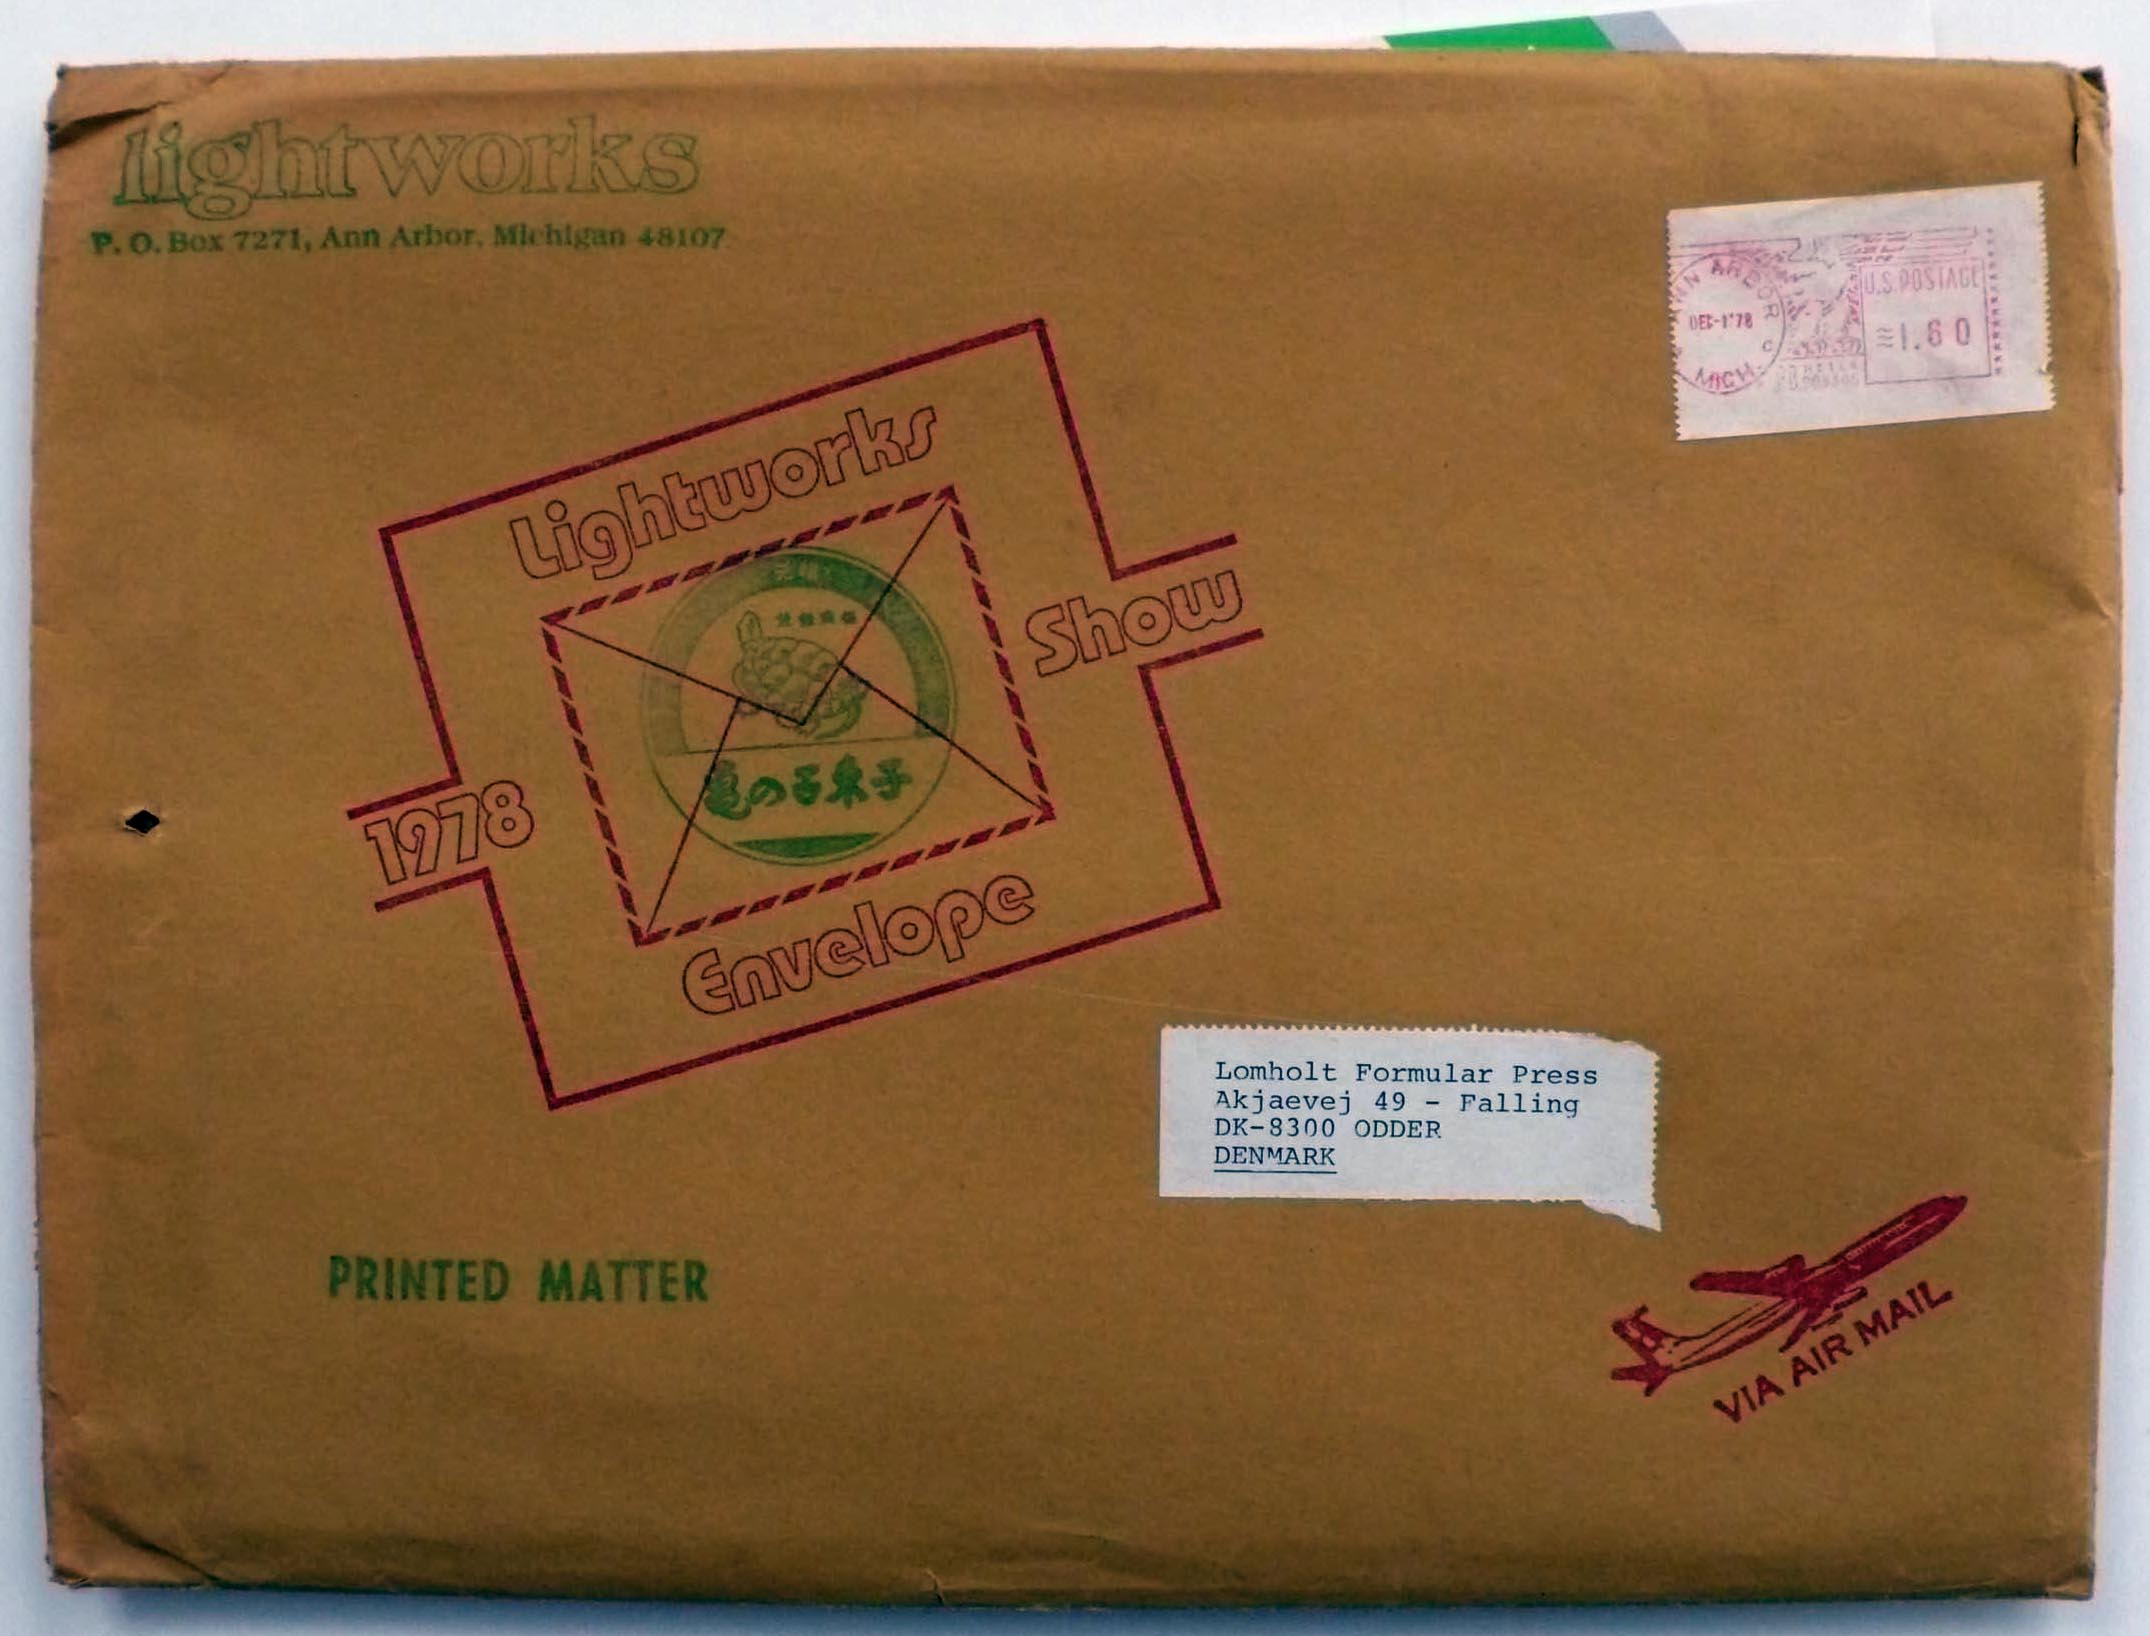 lightworks
P. O. Box 7271, Ann Arbor, Michigan 48107
ANN ARBOR
DEC-1'78
MICH.
U.S. POSTAGE
1.60
Lightworks
Show
亀の子束子
1978
Envelope
Lomholt Formular Press
Akjaevej 49 - Falling
DK-8300 ODDER
DENMARK
PRINTED MATTER
VIA AIR MAIL